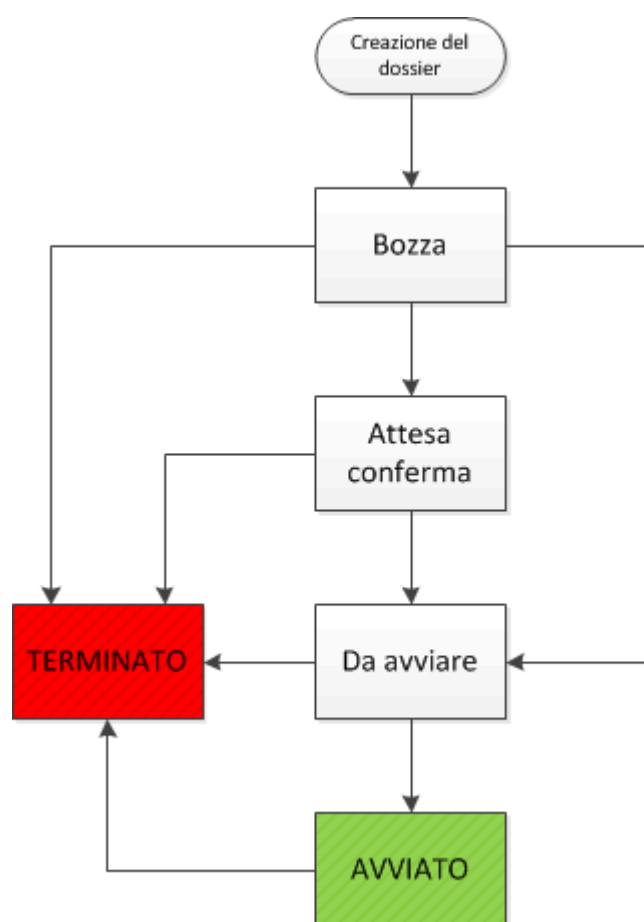 Creazione del
dossier
Bozza
Attesa
conferma
TERMINATO
Da avviare
AVVIATO